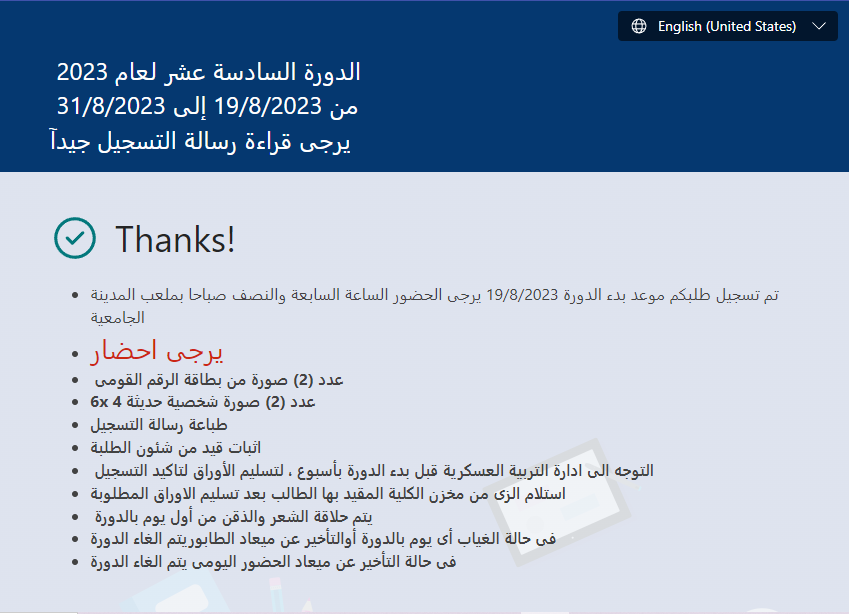 English (United States)
الدورة السادسة عشر لعام 2023
من 19/8/2023 إلى 31/8/2023
يرجى قراءة رسالة التسجيل جيدآ
Thanks!
تم تسجيل طلبكم موعد بدء الدورة 19/8/2023 يرجى الحضور الساعة السابعة والنصف صباحا بملعب المدينة
الجامعية
يرجى احضار
عدد (2) صورة من بطاقة الرقم القومى
عدد (2) صورة شخصية حديثة 4 6x
طباعة رسالة التسجيل
اثبات قيد من شئون الطلبة
التوجه الى ادارة التربية العسكرية قبل بدء الدورة بأسبوع ، لتسليم الأوراق لتاكيد التسجيل
استلام الزى من مخزن الكلية المقيد بها الطالب بعد تسليم الاوراق المطلوبة
يتم حلاقة الشعر والذقن من أول يوم بالدورة
فى حالة الغياب أى يوم بالدورة أوالتأخير عن ميعاد الطابوريتم الغاء الدورة
فى حالة التأخير عن ميعاد الحضور اليومى يتم الغاء الدورة